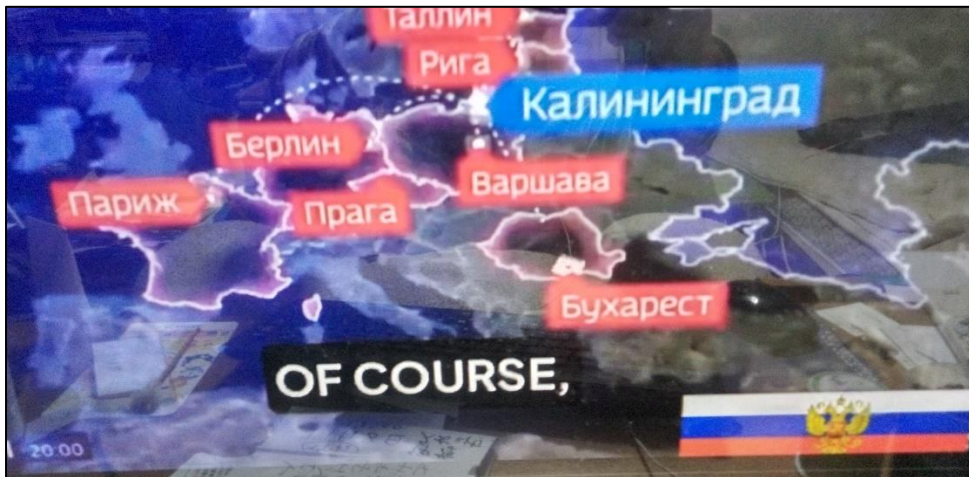 Таллин
Рига
Калининград
Берлин
Варшава
Париж
Прага
Бухарест
OF COURSE,
20:00